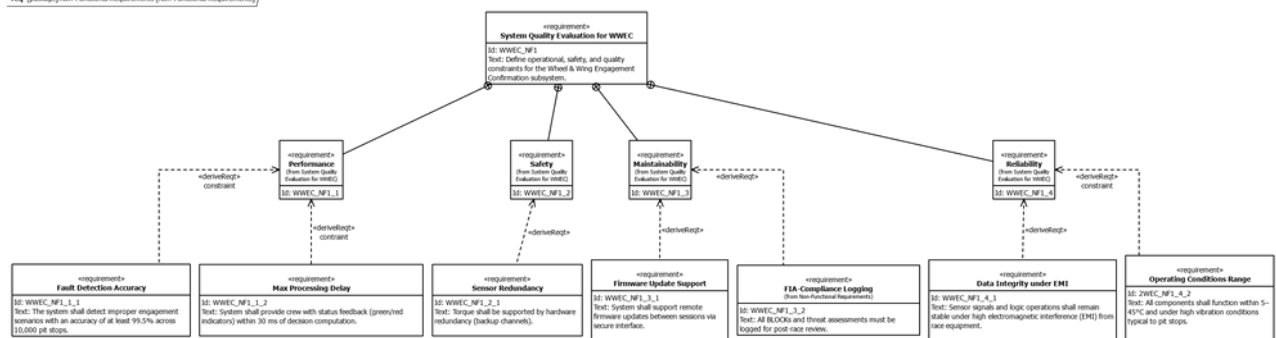 «requirement»
System Quality Evaluation for WWEC
Id: WWEC_NF1
Text: Define operational, safety, and quality
constraints for the Wheel & Wing Engagement
Confirmation subsystem.
«requirement»
Performance
(from System Quality
Evaluation for WWEC)
Id: WWEC_NF1_1
«requirement»
Safety
(from System Quality
Evaluation for WWEC)
Id: WWEC_NF1_2
«requirement»
Maintainability
(from System Quality
Evaluation for WWEC)
Id: WWEC_NF1_3
«requirement»
Reliability
(from System Quality
Evaluation for WWEC)
Id: WWEC_NF1_4
«deriveReqt»
constraint
«deriveReqt»
contraint
«deriveReqt»
«deriveReqt»
«deriveReqt»
«deriveReqt»
«deriveReqt»
constraint
«requirement»
Fault Detection Accuracy
Id: WWEC_NF1_1_1
Text: The system shall detect improper engagement
scenarios with an accuracy of at least 99.5% across
10,000 pit stops.
«requirement»
Max Processing Delay
Id: WWEC_NF1_1_2
Text: System shall provide crew with status feedback (green/red
indicators) within 30 ms of decision computation.
«requirement»
Sensor Redundancy
Id: WWEC_NF1_2_1
Text: Torque shall be supported by hardware
redundancy (backup channels).
«requirement»
Firmware Update Support
Id: WWEC_NF1_3_1
Text: System shall support remote
firmware updates between sessions via
secure interface.
«requirement»
FIA-Compliance Logging
(from Non-Functional Requirements)
Id: WWEC_NF1_3_2
Text: All BLOCKs and threat assessments must be
logged for post-race review.
«requirement»
Data Integrity under EMI
Id: WWEC_NF1_4_1
Text: Sensor signals and logic operations shall remain
stable under high electromagnetic interference (EMI) from
race equipment.
«requirement»
Operating Conditions Range
Id: 2WEC_NF1_4_2
Text: All components shall function within 5–
45°C and under high vibration conditions
typical to pit stops.